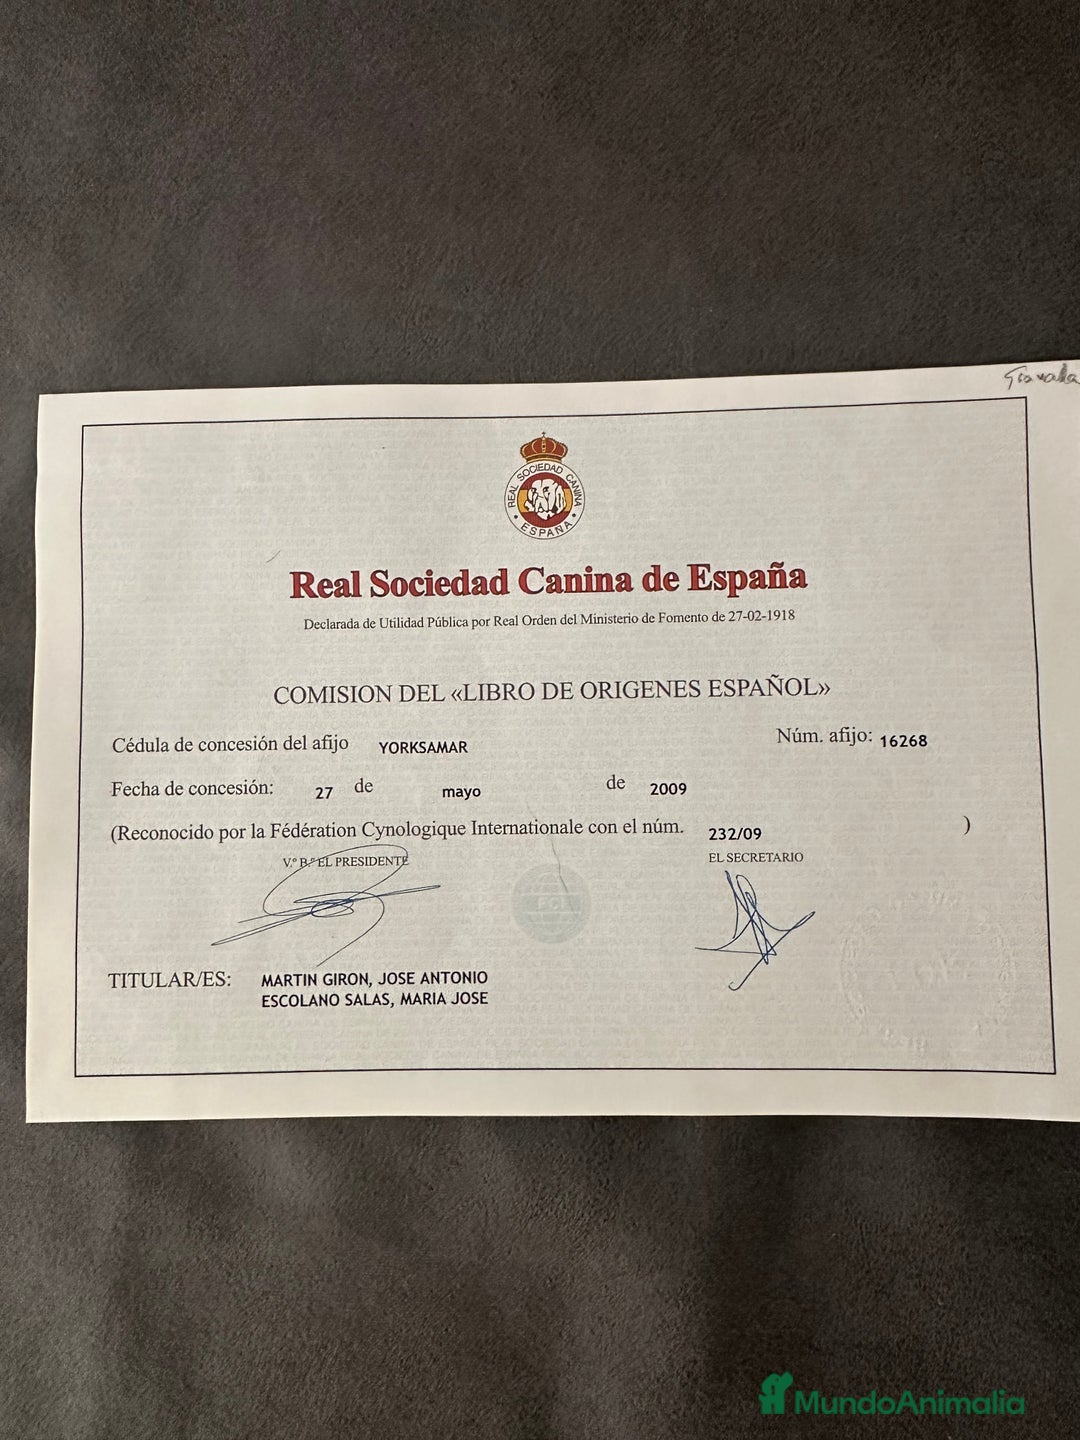 Granada
REAL SOCIEDAD CANINA
ESPAÑA
Real Sociedad Canina de España
Declarada de Utilidad Pública por Real Orden del Ministerio de Fomento de 27-02-1918
COMISION DEL «LIBRO DE ORIGENES ESPAÑOL»
Cédula de concesión del afijo YORKSAMAR Núm. afijo: 16268
Fecha de concesión: 27 de mayo de 2009
(Reconocido por la Fédération Cynologique Internationale con el núm. 232/09 )
V.º B.º EL PRESIDENTE EL SECRETARIO
FCI
TITULAR/ES: MARTIN GIRON, JOSE ANTONIO
ESCOLANO SALAS, MARIA JOSE
MundoAnimalia